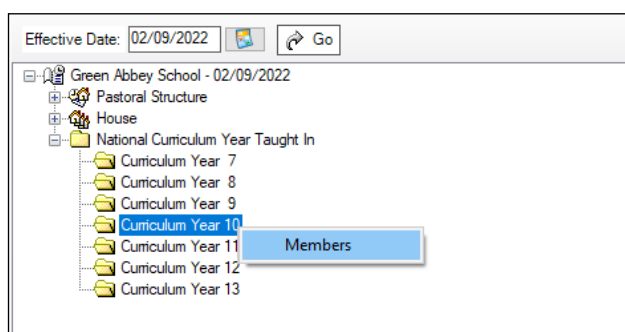 Effective Date: 02/09/2022 Go
Green Abbey School - 02/09/2022
Pastoral Structure
House
National Curriculum Year Taught In
Curriculum Year 7
Curriculum Year 8
Curriculum Year 9
Curriculum Year 10
Members
Curriculum Year 11
Curriculum Year 12
Curriculum Year 13